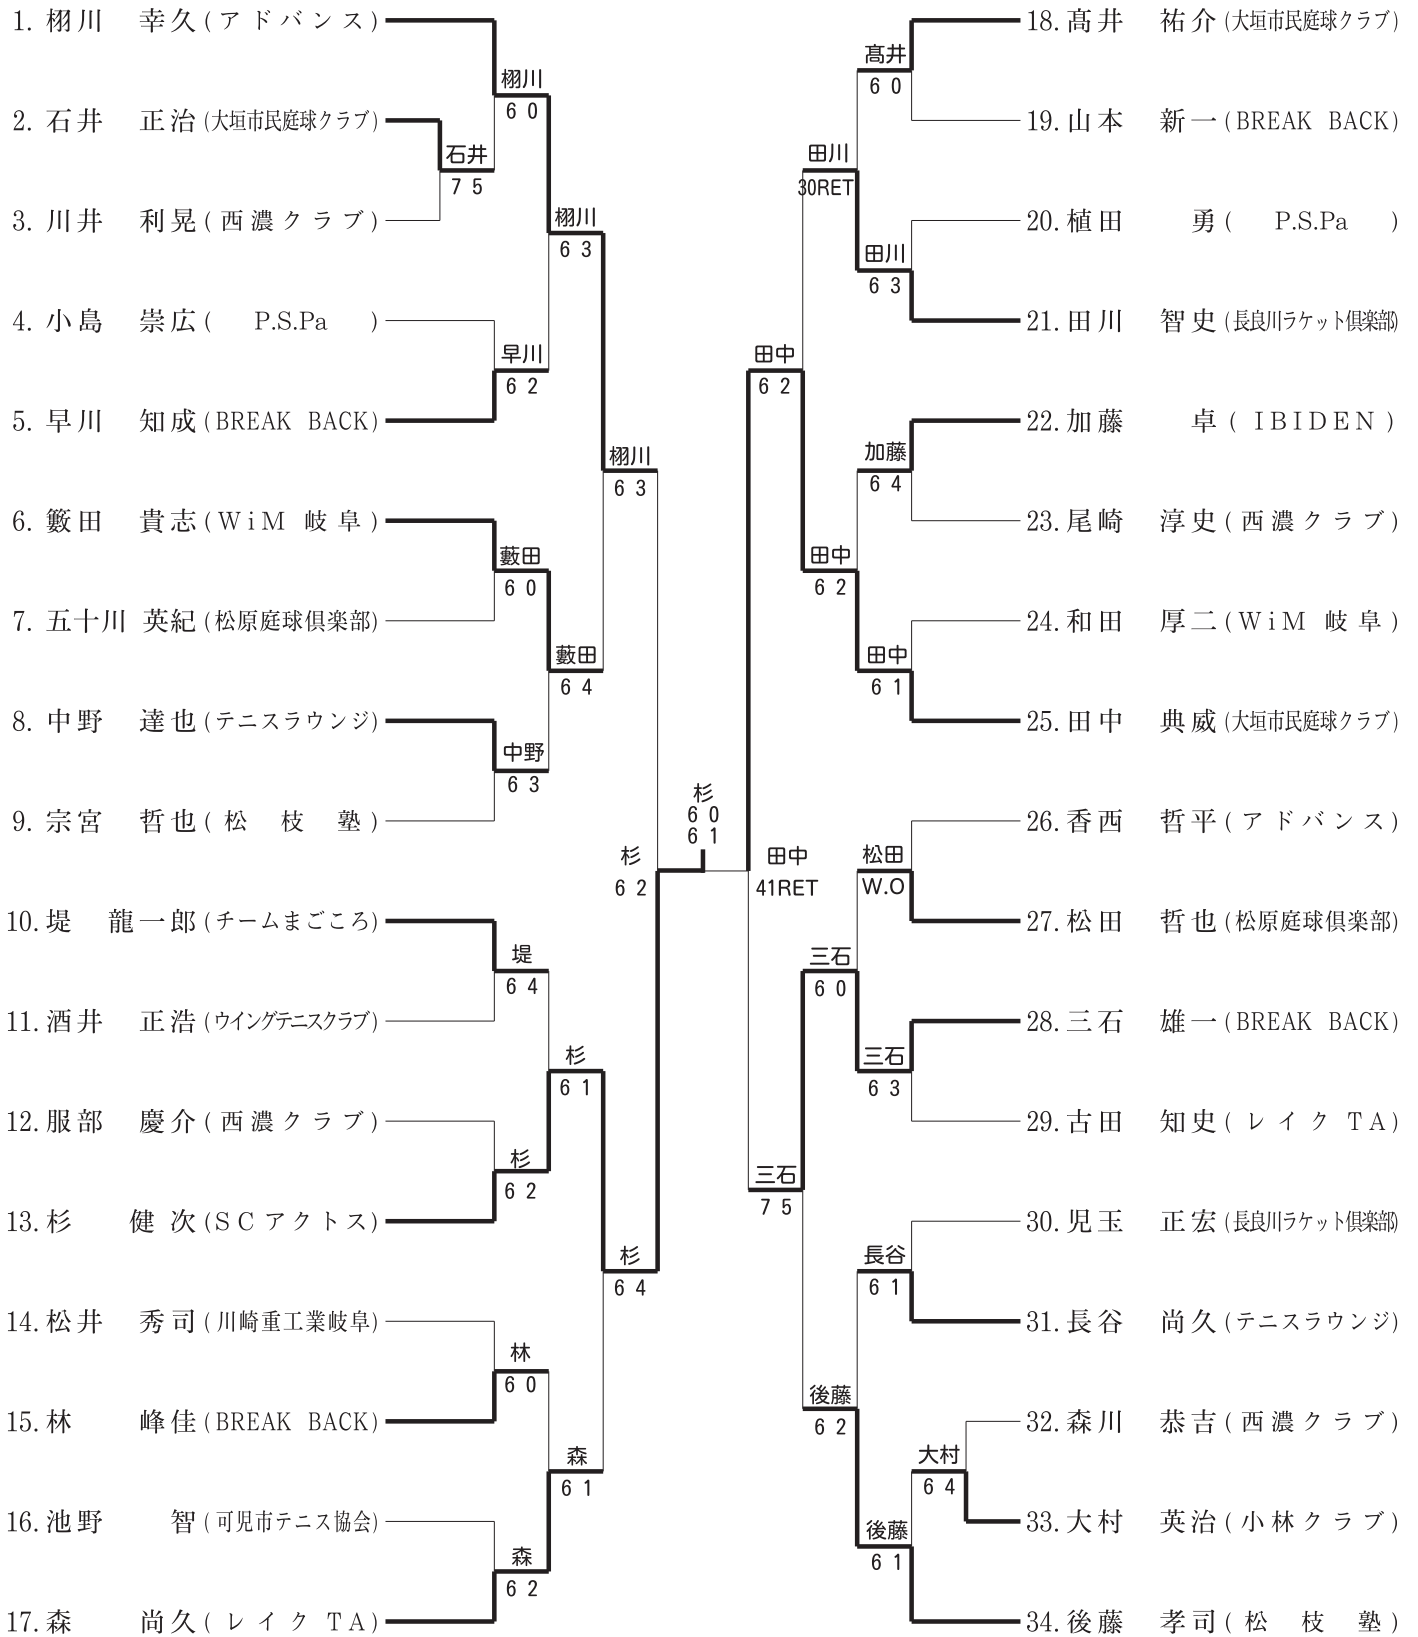 1. 栩川 幸久 (アドバンス)
2. 石井 正治 (大垣市民庭球クラブ)
3. 川井 利晃 (西濃クラブ)
4. 小島 崇広 ( P.S.Pa )
5. 早川 知成 (BREAK BACK)
6. 籔田 貴志 (WiM 岐阜)
7. 五十川 英紀 (松原庭球倶楽部)
8. 中野 達也 (テニスラウンジ)
9. 宗宮 哲也 (松枝塾)
10. 堤 龍一郎 (チームまごころ)
11. 酒井 正浩 (ウイングテニスクラブ)
12. 服部 慶介 (西濃クラブ)
13. 杉 健次 (SCアクトス)
14. 松井 秀司 (川崎重工業岐阜)
15. 林 峰佳 (BREAK BACK)
16. 池野 智 (可児市テニス協会)
17. 森 尚久 (レイク TA)
石井
7 5
栩川
6 0
早川
6 2
藪田
6 0
中野
6 3
堤
6 4
杉
6 2
林
6 0
森
6 2
栩川
6 3
藪田
6 4
杉
6 1
森
6 1
栩川
6 3
杉
6 4
杉
6 2
杉
6 0
6 1
田中
41RET
田中
6 2
三石
7 5
田川
30RET
田中
6 2
三石
6 0
後藤
6 2
髙井
6 0
田川
6 3
加藤
6 4
田中
6 1
松田
W.O
三石
6 3
長谷
6 1
後藤
6 1
大村
6 4
18. 髙井 祐介 (大垣市民庭球クラブ)
19. 山本 新一 (BREAK BACK)
20. 植田 勇 ( P.S.Pa )
21. 田川 智史 (長良川ラケット倶楽部)
22. 加藤 卓 (IBIDEN)
23. 尾崎 淳史 (西濃クラブ)
24. 和田 厚二 (WiM 岐阜)
25. 田中 典威 (大垣市民庭球クラブ)
26. 香西 哲平 (アドバンス)
27. 松田 哲也 (松原庭球倶楽部)
28. 三石 雄一 (BREAK BACK)
29. 古田 知史 (レイク TA)
30. 児玉 正宏 (長良川ラケット倶楽部)
31. 長谷 尚久 (テニスラウンジ)
32. 森川 恭吉 (西濃クラブ)
33. 大村 英治 (小林クラブ)
34. 後藤 孝司 (松枝塾)